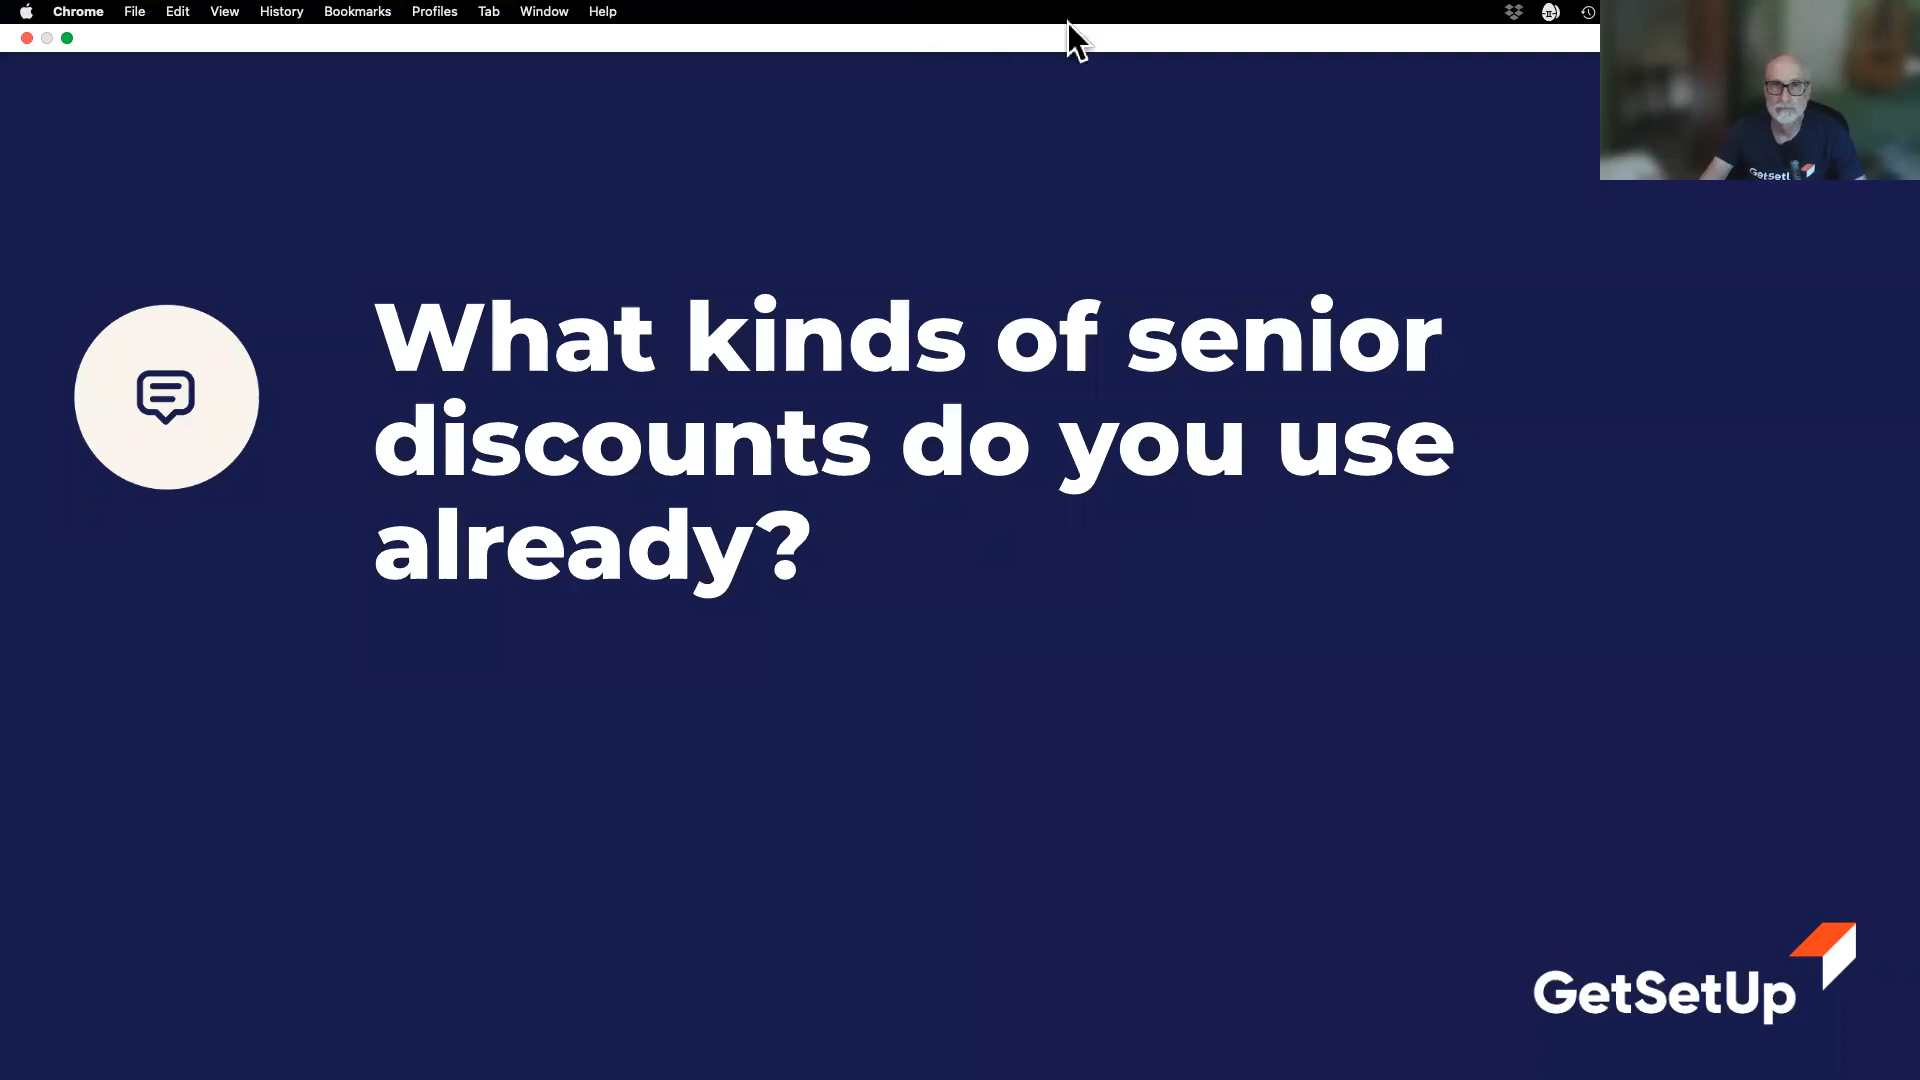 Chrome File Edit View History Bookmarks Profiles Tab Window Help
What kinds of senior
discounts do you use
already?
GetSetUp